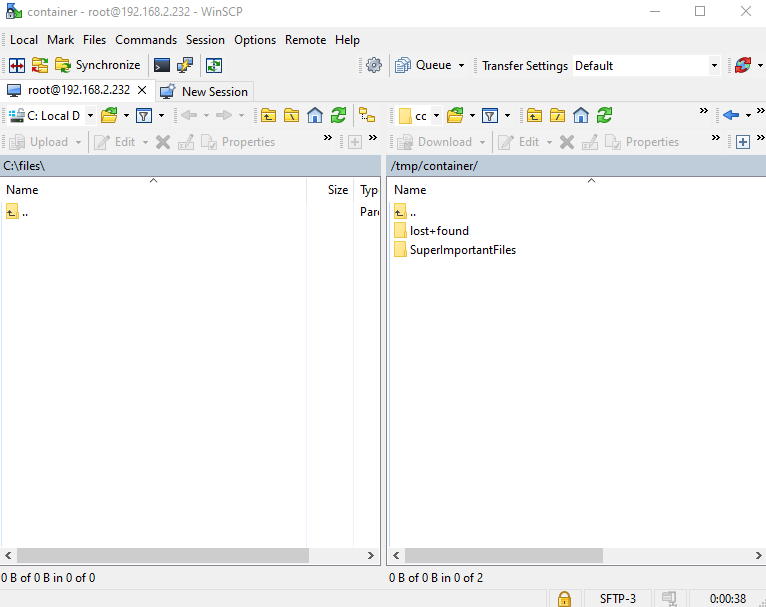 container - root@192.168.2.232 - WinSCP
Local Mark Files Commands Session Options Remote Help
Synchronize Queue Transfer Settings Default
root@192.168.2.232 New Session
C: Local D
Upload Edit Properties Download Edit Properties
C:\files\ /tmp/container/
Name Size Typ Name
.. ..
lost+found
SuperImportantFiles
0 B of 0 B in 0 of 0 0 B of 0 B in 0 of 2
SFTP-3 0:00:38